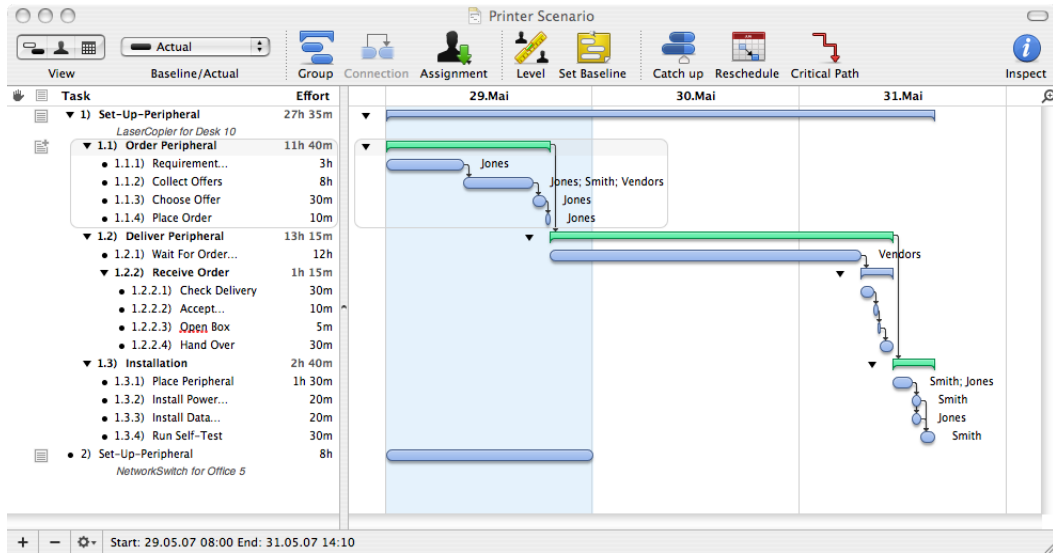 Printer Scenario
Actual
View Baseline/Actual Group Connection Assignment Level Set Baseline Catch up Reschedule Critical Path Inspect
Task Effort 29.Mai 30.Mai 31.Mai
1) Set-Up-Peripheral 27h 35m
LaserCopier for Desk 10
1.1) Order Peripheral 11h 40m
1.1.1) Requirement... 3h Jones
1.1.2) Collect Offers 8h Jones; Smith; Vendors
1.1.3) Choose Offer 30m Jones
1.1.4) Place Order 10m Jones
1.2) Deliver Peripheral 13h 15m
1.2.1) Wait For Order... 12h Vendors
1.2.2) Receive Order 1h 15m
1.2.2.1) Check Delivery 30m
1.2.2.2) Accept... 10m
1.2.2.3) Open Box 5m
1.2.2.4) Hand Over 30m
1.3) Installation 2h 40m
1.3.1) Place Peripheral 1h 30m Smith; Jones
1.3.2) Install Power... 20m Smith
1.3.3) Install Data... 20m Jones
1.3.4) Run Self-Test 30m Smith
2) Set-Up-Peripheral 8h
NetworkSwitch for Office 5
Start: 29.05.07 08:00 End: 31.05.07 14:10